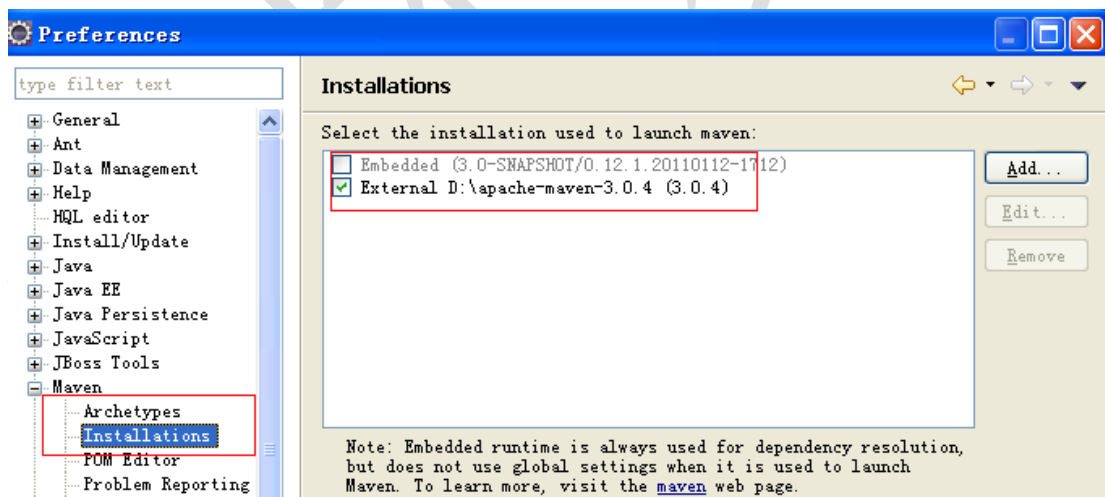 Preferences
type filter text
General
Ant
Data Management
Help
HQL editor
Install/Update
Java
Java EE
Java Persistence
JavaScript
JBoss Tools
Maven
Archetypes
Installations
POM Editor
Problem Reporting
Installations
Select the installation used to launch maven:
Embedded (3.0-SNAPSHOT/0.12.1.20110112-1712)
External D:\apache-maven-3.0.4 (3.0.4)
Add...
Edit...
Remove
Note: Embedded runtime is always used for dependency resolution,
but does not use global settings when it is used to launch
Maven. To learn more, visit the maven web page.